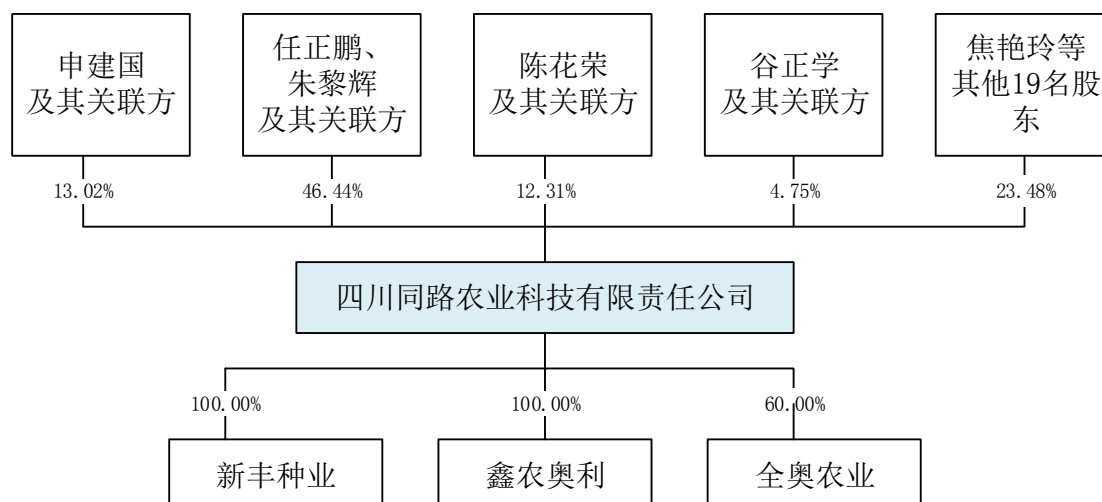 申建国
及其关联方
任正鹏、
朱黎辉
及其关联方
陈花荣
及其关联方
谷正学
及其关联方
焦艳玲等
其他19名股
东
13.02%
46.44%
12.31%
4.75%
23.48%
四川同路农业科技有限责任公司
100.00%
100.00%
60.00%
新丰种业
鑫农奥利
全奥农业